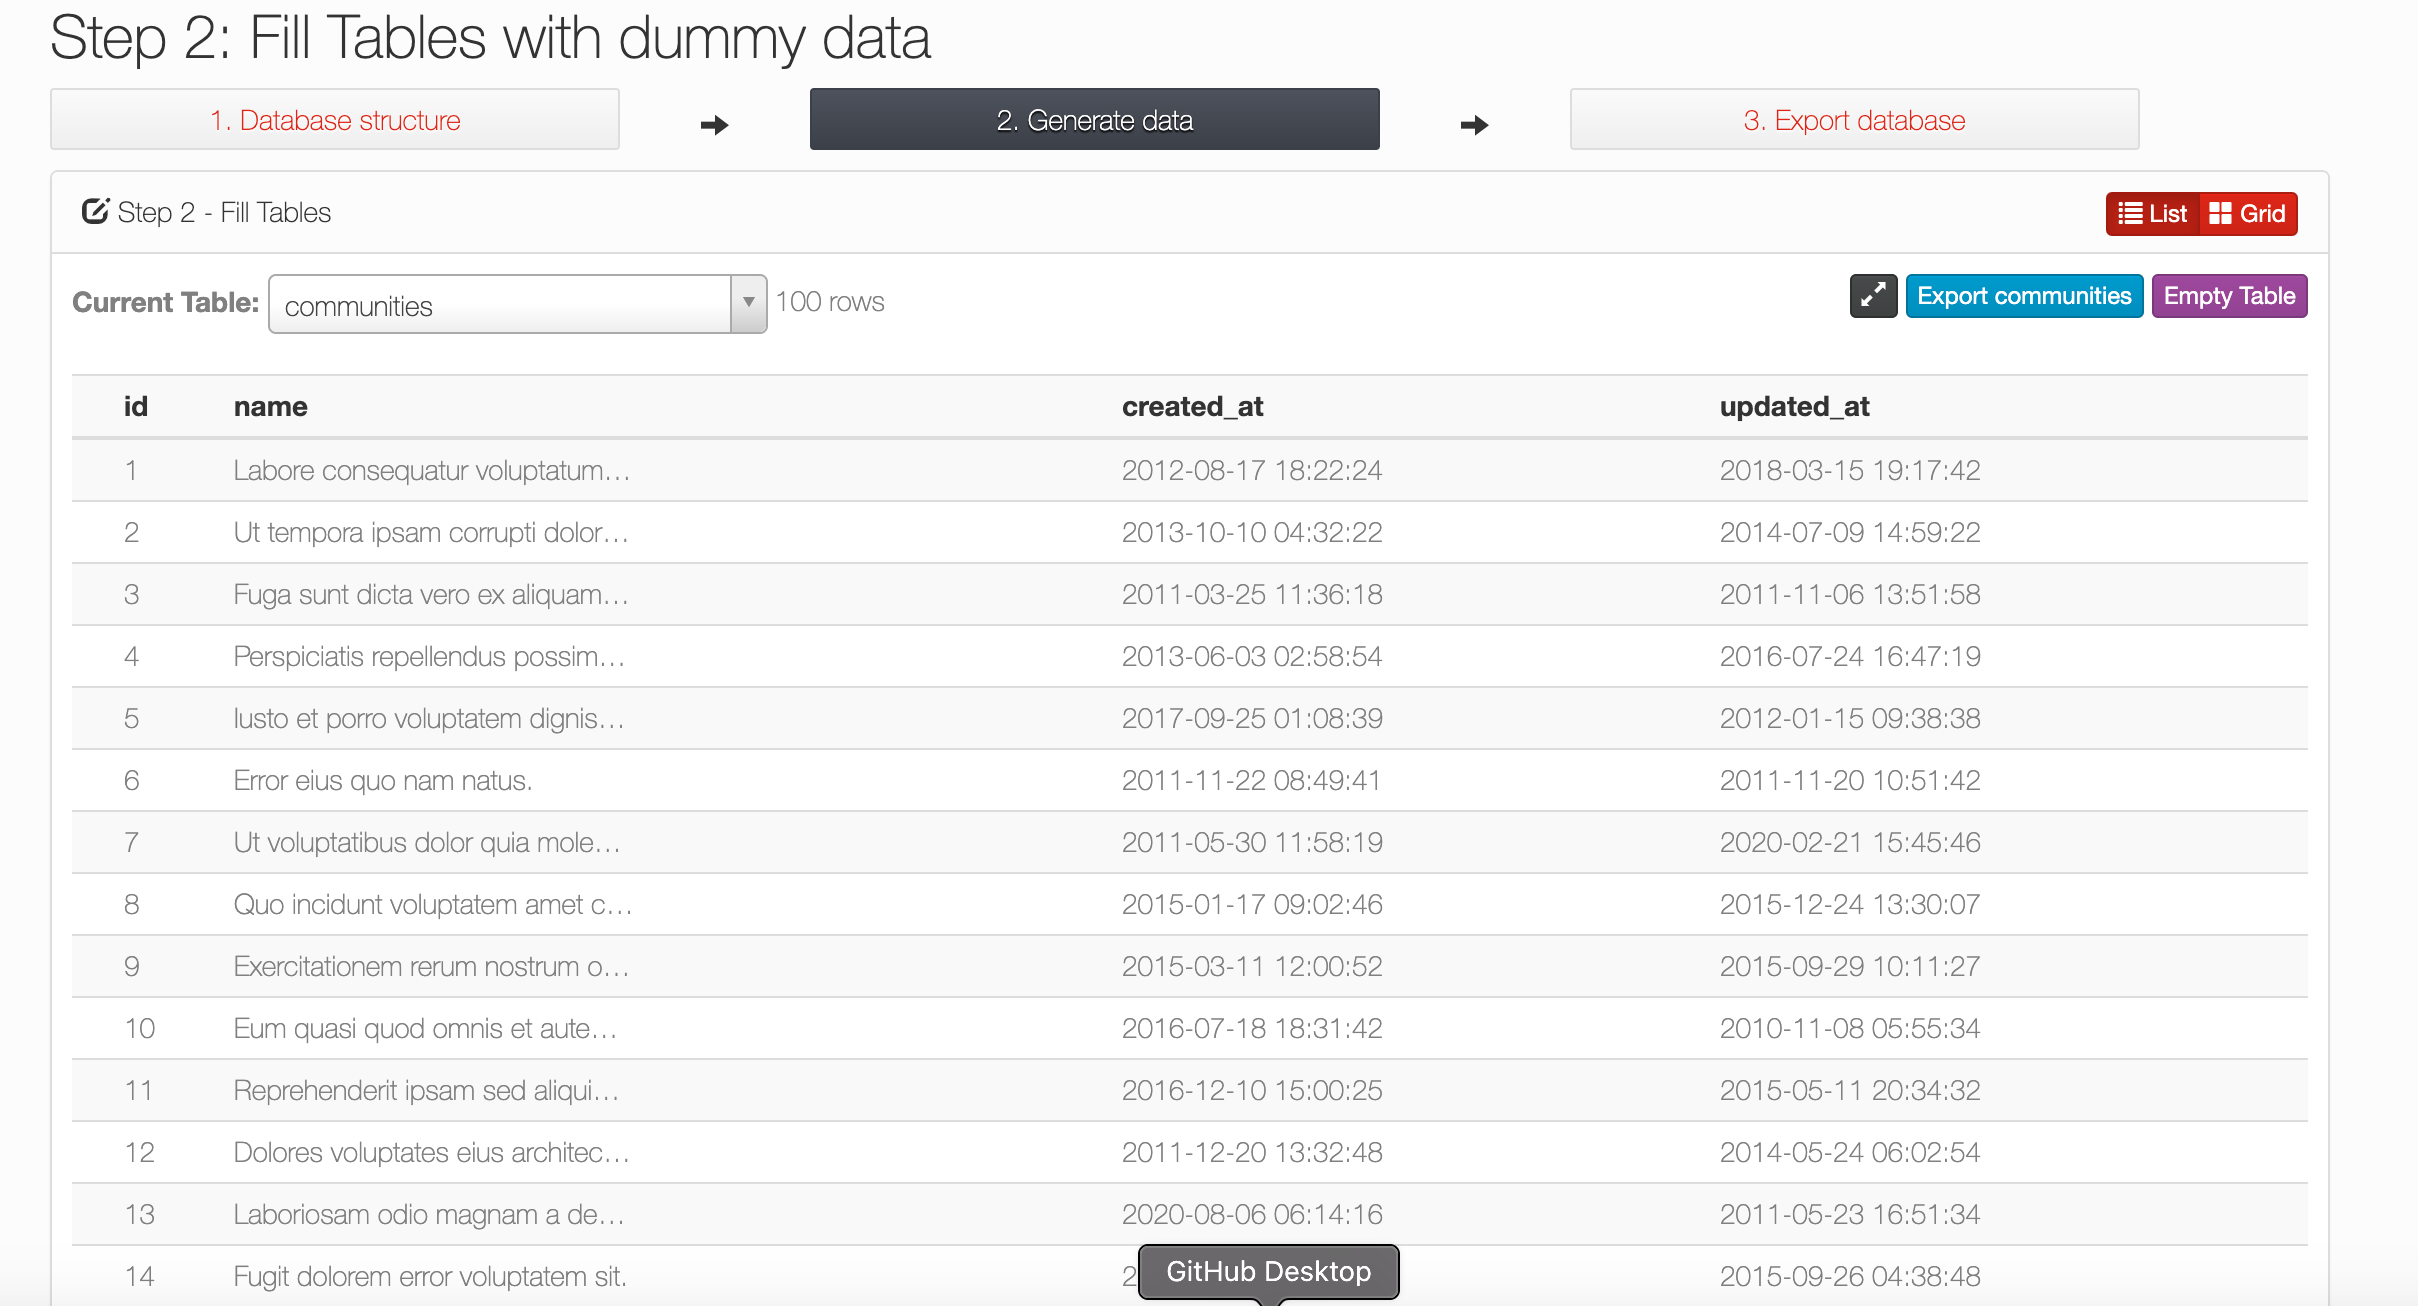 Step 2: Fill Tables with dummy data
1. Database structure
2. Generate data
3. Export database
Step 2 - Fill Tables
List Grid
Current Table: communities 100 rows
Export communities Empty Table
id name created_at updated_at
1 Labore consequatur voluptatum... 2012-08-17 18:22:24 2018-03-15 19:17:42
2 Ut tempora ipsam corrupti dolor... 2013-10-10 04:32:22 2014-07-09 14:59:22
3 Fuga sunt dicta vero ex aliquam... 2011-03-25 11:36:18 2011-11-06 13:51:58
4 Perspiciatis repellendus possim... 2013-06-03 02:58:54 2016-07-24 16:47:19
5 Iusto et porro voluptatem dignis... 2017-09-25 01:08:39 2012-01-15 09:38:38
6 Error eius quo nam natus. 2011-11-22 08:49:41 2011-11-20 10:51:42
7 Ut voluptatibus dolor quia mole... 2011-05-30 11:58:19 2020-02-21 15:45:46
8 Quo incidunt voluptatem amet c... 2015-01-17 09:02:46 2015-12-24 13:30:07
9 Exercitationem rerum nostrum o... 2015-03-11 12:00:52 2015-09-29 10:11:27
10 Eum quasi quod omnis et aute... 2016-07-18 18:31:42 2010-11-08 05:55:34
11 Reprehenderit ipsam sed aliqui... 2016-12-10 15:00:25 2015-05-11 20:34:32
12 Dolores voluptates eius architec... 2011-12-20 13:32:48 2014-05-24 06:02:54
13 Laboriosam odio magnam a de... 2020-08-06 06:14:16 2011-05-23 16:51:34
14 Fugit dolorem error voluptatem sit. 2 2015-09-26 04:38:48
GitHub Desktop